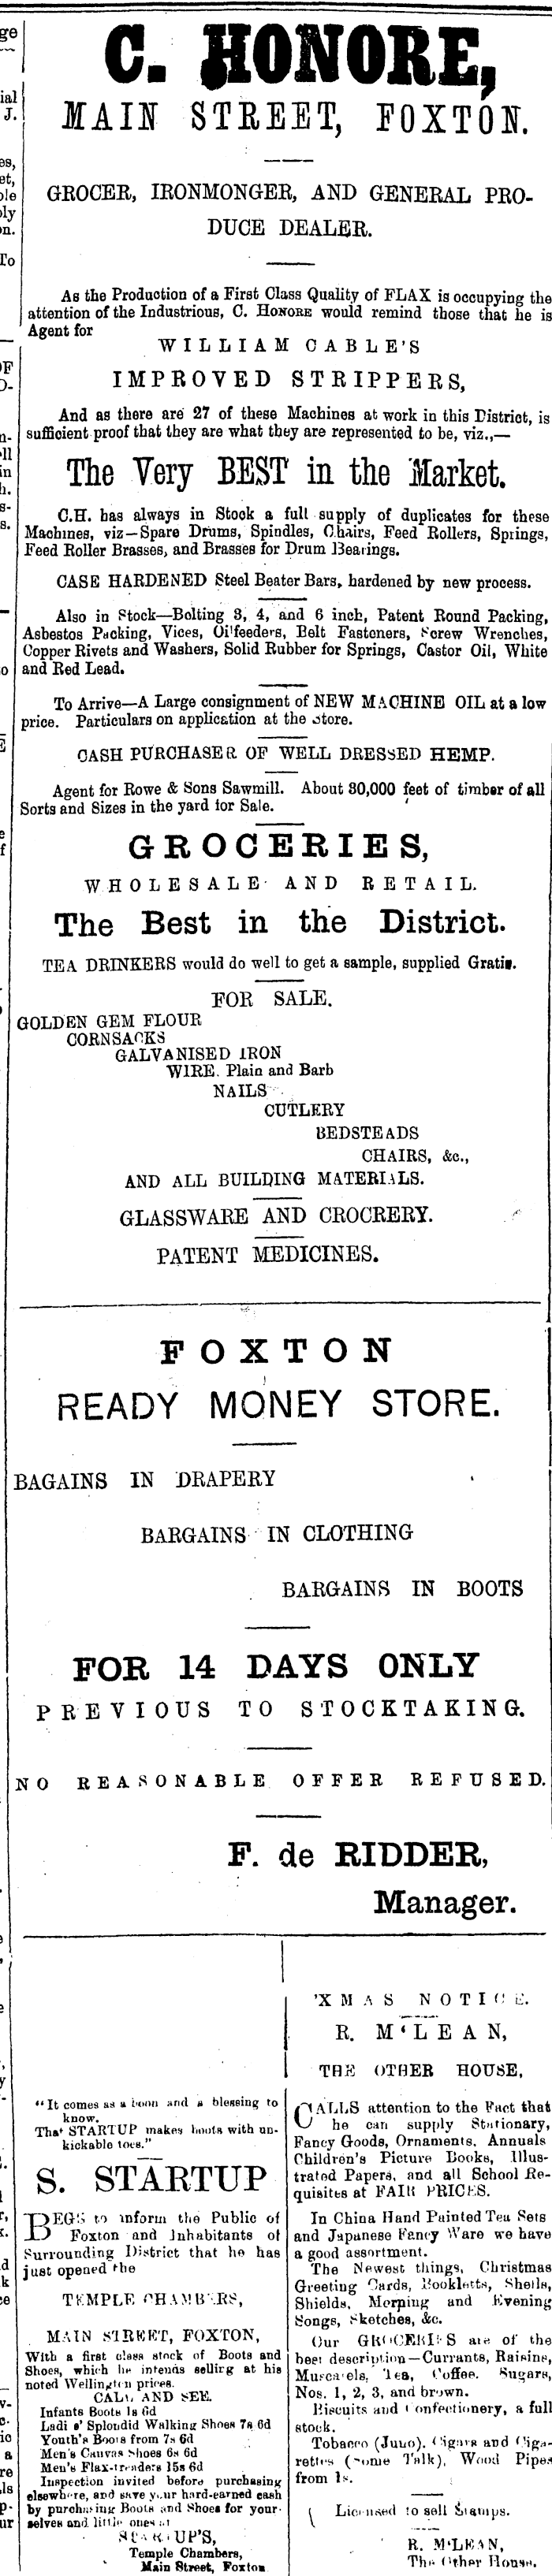 C. HONORE,
MAIN STREET, FOXTON.
GROCER, IRONMONGER, AND GENERAL PRO-
DUCE DEALER.
As the Production of a First Class Quality of FLAX is occupying the
attention of the Industrious, C. HONORE would remind those that he is
Agent for
WILLIAM CABLE'S
IMPROVED STRIPPERS,
And as there are 27 of these Machines at work in this District, is
sufficient proof that they are what they are represented to be, viz.,—
The Very BEST in the Market.
C.H. has always in Stock a full supply of duplicates for these
Machines, viz—Spare Drums, Spindles, Chairs, Feed Rollers, Springs,
Feed Roller Brasses, and Brasses for Drum Bearings.
CASE HARDENED Steel Beater Bars, hardened by new process.
Also in Stock—Bolting 3, 4, and 6 inch, Patent Round Packing,
Asbestos Packing, Vices, Oilfeeders, Belt Fasteners, Screw Wrenches,
Copper Rivets and Washers, Solid Rubber for Springs, Castor Oil, White
and Red Lead.
To Arrive—A Large consignment of NEW MACHINE OIL at a low
price. Particulars on application at the store.
CASH PURCHASER OF WELL DRESSED HEMP.
Agent for Rowe & Sons Sawmill. About 30,000 feet of timber of all
Sorts and Sizes in the yard for Sale.
GROCERIES,
WHOLESALE AND RETAIL.
The Best in the District.
TEA DRINKERS would do well to get a sample, supplied Gratis.
FOR SALE.
GOLDEN GEM FLOUR
CORNSACKS
GALVANISED IRON
WIRE. Plain and Barb
NAILS
CUTLERY
BEDSTEADS
CHAIRS, &c.,
AND ALL BUILDING MATERIALS.
GLASSWARE AND CROCRERY.
PATENT MEDICINES.
FOXTON
READY MONEY STORE.
BAGAINS IN DRAPERY
BARGAINS IN CLOTHING
BARGAINS IN BOOTS
FOR 14 DAYS ONLY
PREVIOUS TO STOCKTAKING.
NO REASONABLE OFFER REFUSED.
F. de RIDDER,
Manager.
"It comes as a boon and a blessing to
know.
That STARTUP makes boots with un-
kickable toes."
S. STARTUP
BEGS to inform the Public of
Foxton and Inhabitants of
Surrounding District that he has
just opened the
TEMPLE CHAMBERS,
MAIN STREET, FOXTON,
With a first class stock of Boots and
Shoes, which he intends selling at his
noted Wellington prices.
CALL AND SEE.
Infants Boots 1s 6d
Ladies' Splendid Walking Shoes 7s 6d
Youth's Boots from 7s 6d
Men's Canvas Shoes 6s 6d
Men's Flax-traders 15s 6d
Inspection invited before purchasing
elsewhere, and save your hard-earned cash
by purchasing Boots and Shoes for your-
selves and little ones at
STARTUP'S,
Temple Chambers,
Main Street, Foxton
'XMAS NOTICE.
R. M'LEAN,
THE OTHER HOUSE,
CALLS attention to the Fact that
he can supply Stationary,
Fancy Goods, Ornaments, Annuals
Children's Picture Books, Illus-
trated Papers, and all School Re-
quisites at FAIR PRICES.
In China Hand Painted Tea Sets
and Japanese Fancy Ware we have
a good assortment.
The Newest things, Christmas
Greeting Cards, Booklets, Shells,
Shields, Morning and Evening
Songs, Sketches, &c.
Our GROCERIES are of the
best description—Currants, Raisins,
Muscatels, Tea, Coffee. Sugars,
Nos. 1, 2, 3, and brown.
Biscuits and Confectionery, a full
stock.
Tobacco (Juno), Cigars and Ciga-
rettes (Some Talk), Wood Pipes
from 1s.
Licensed to sell Stamps.
R. M'LEAN,
The Other House.